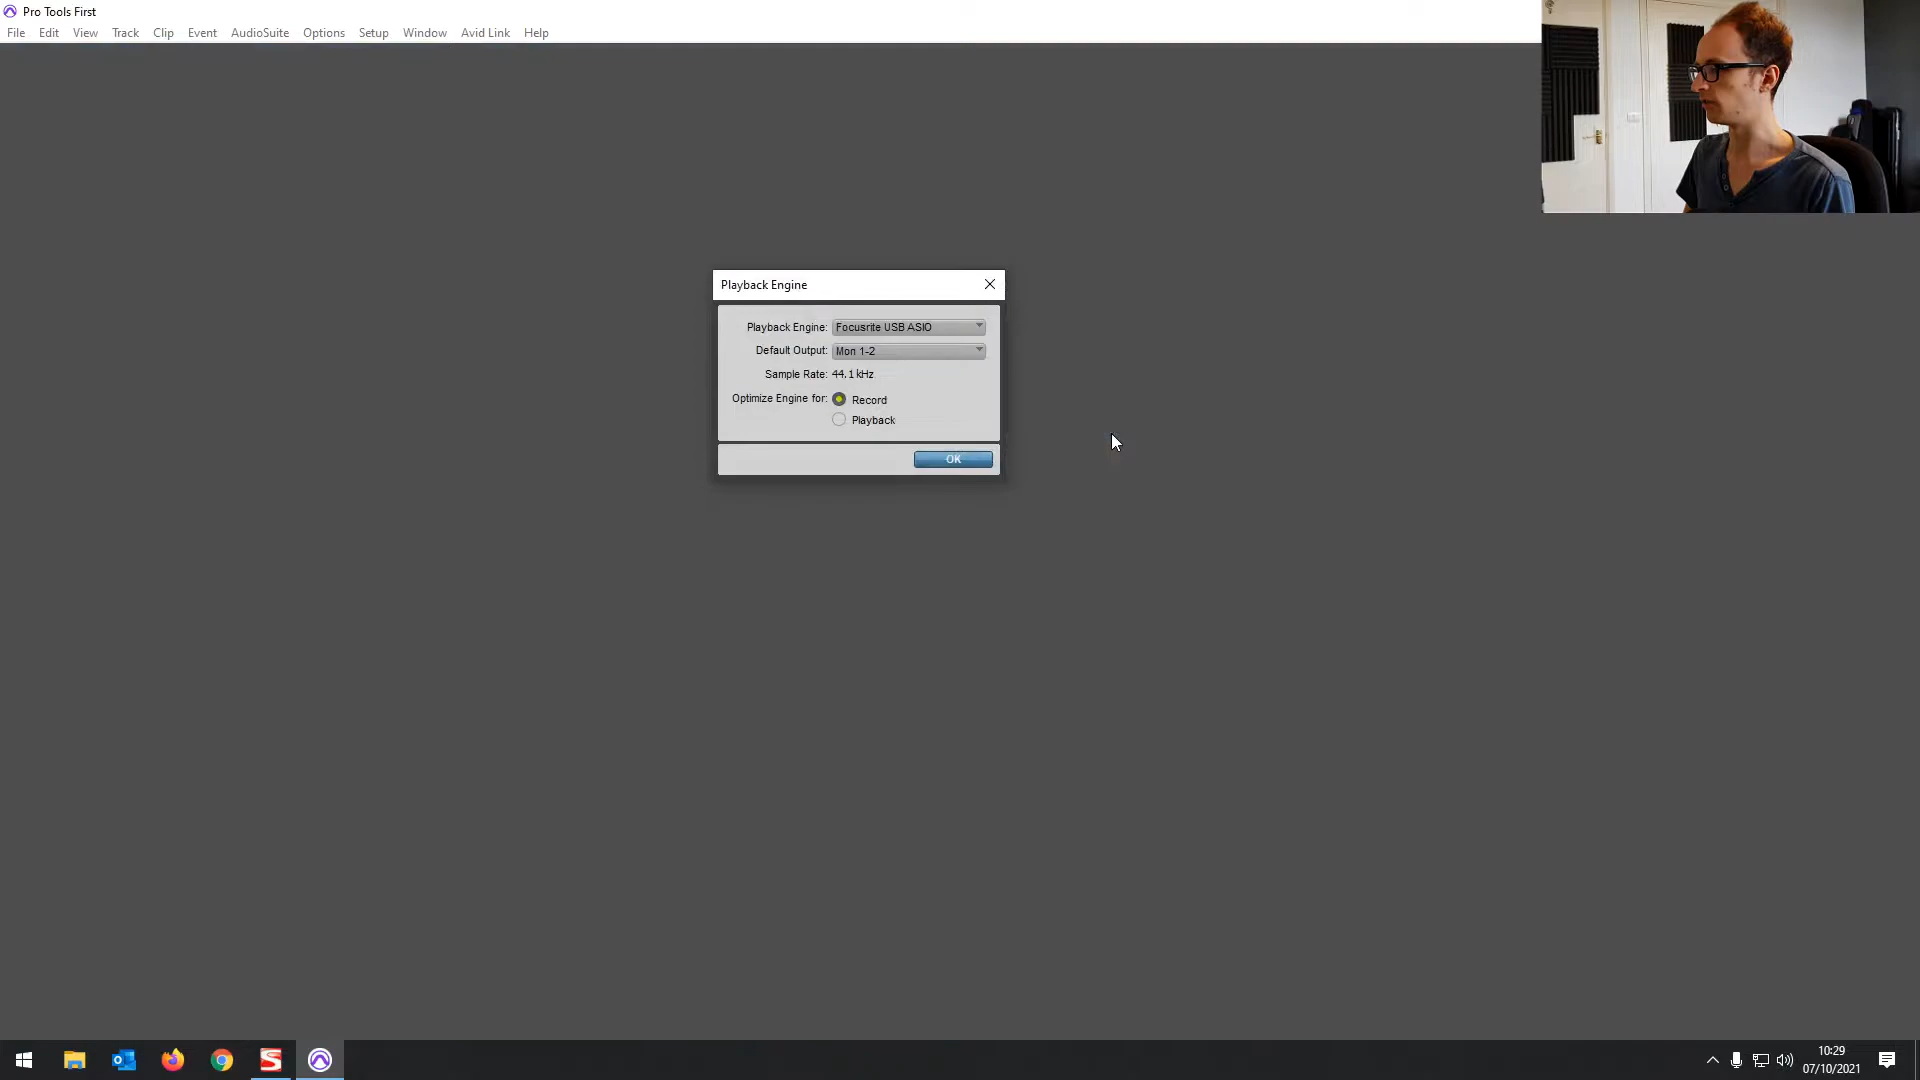 Pro Tools First
File Edit View Track Clip Event AudioSuite Options Setup Window Avid Link Help
Playback Engine
Playback Engine: Focusrite USB ASIO
Default Output: Mon 1-2
Sample Rate: 44.1 kHz
Optimize Engine for: Record
Playback
OK
10:29
07/10/2021